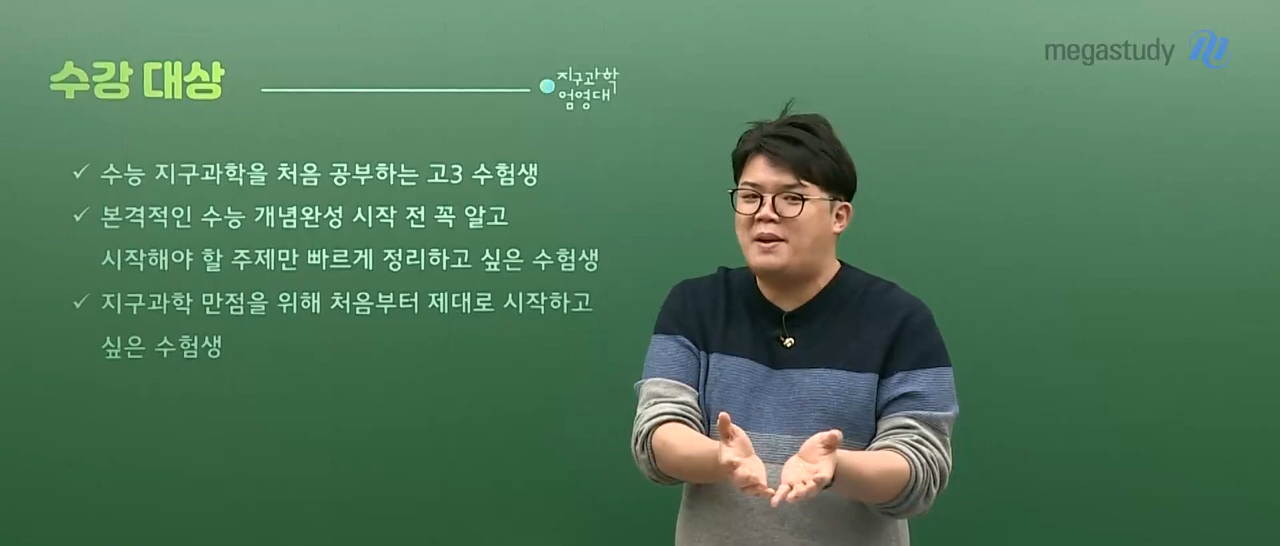 수강 대상
지구과학
엄영대
megastudy
✓ 수능 지구과학을 처음 공부하는 고3 수험생
✓ 본격적인 수능 개념완성 시작 전 꼭 알고
시작해야 할 주제만 빠르게 정리하고 싶은 수험생
✓ 지구과학 만점을 위해 처음부터 제대로 시작하고
싶은 수험생